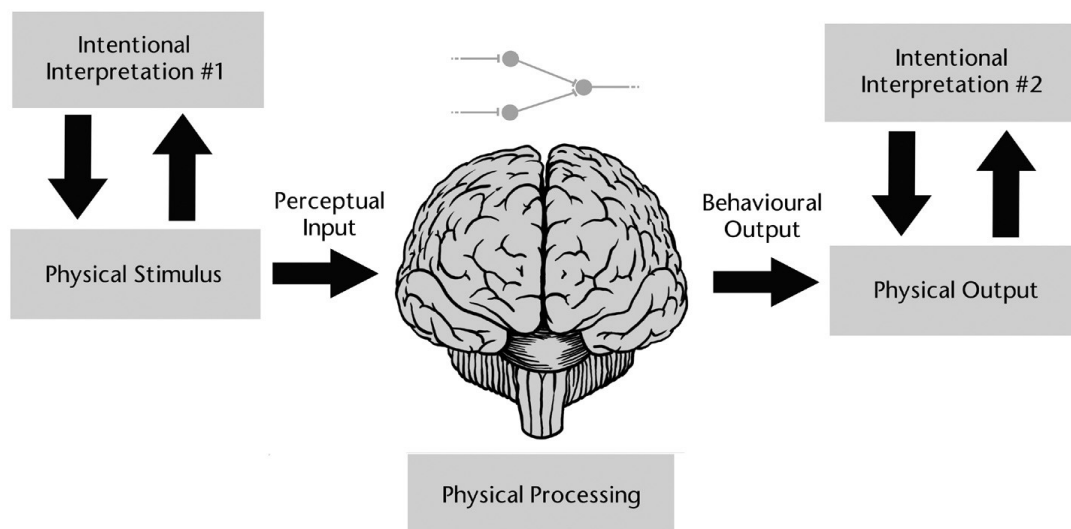 Intentional
Interpretation #1
Physical Stimulus
Perceptual
Input
Physical Processing
Behavioural
Output
Intentional
Interpretation #2
Physical Output